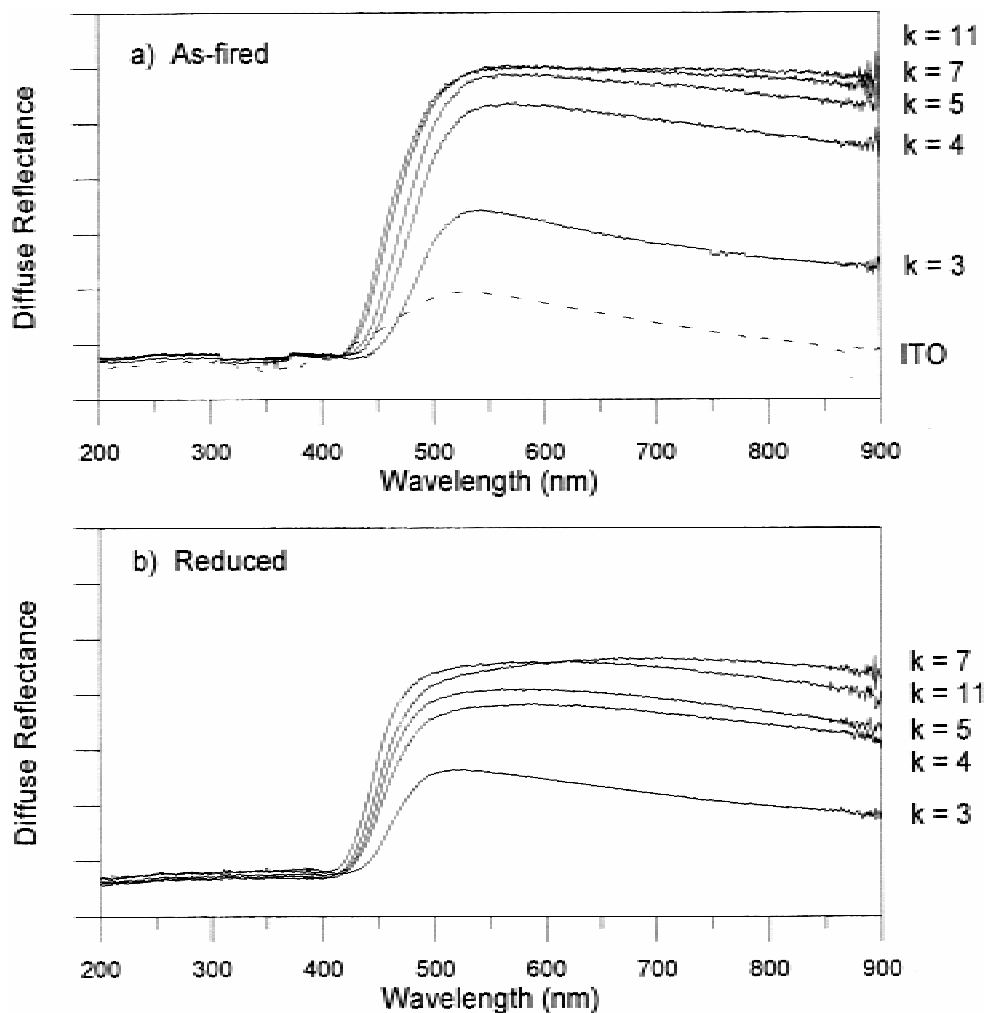 a) As-fired
k = 11
k = 7
k = 5
k = 4
k = 3
ITO
Diffuse Reflectance
200 300 400 500 600 700 800 900
Wavelength (nm)
b) Reduced
k = 7
k = 11
k = 5
k = 4
k = 3
Diffuse Reflectance
200 300 400 500 600 700 800 900
Wavelength (nm)